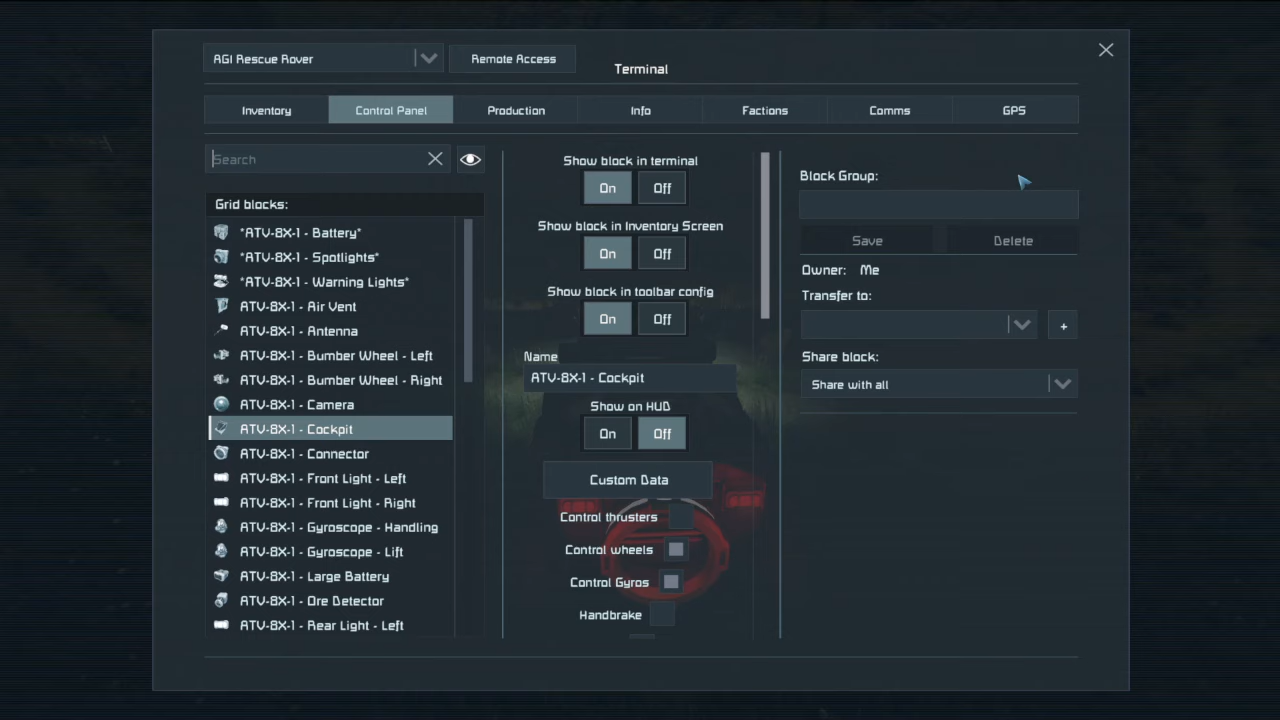 AGI Rescue Rover
Remote Access
Terminal
Inventory
Control Panel
Production
Info
Factions
Comms
GPS
Search
Grid blocks:
*ATV-8X-1 - Battery*
*ATV-8X-1 - Spotlights*
*ATV-8X-1 - Warning Lights*
ATV-8X-1 - Air Vent
ATV-8X-1 - Antenna
ATV-8X-1 - Bumber Wheel - Left
ATV-8X-1 - Bumber Wheel - Right
ATV-8X-1 - Camera
ATV-8X-1 - Cockpit
ATV-8X-1 - Connector
ATV-8X-1 - Front Light - Left
ATV-8X-1 - Front Light - Right
ATV-8X-1 - Gyroscope - Handling
ATV-8X-1 - Gyroscope - Lift
ATV-8X-1 - Large Battery
ATV-8X-1 - Ore Detector
ATV-8X-1 - Rear Light - Left
Show block in terminal
On Off
Show block in Inventory Screen
On Off
Show block in toolbar config
On Off
Name
ATV-8X-1 - Cockpit
Show on HUD
On Off
Custom Data
Control thrusters
Control wheels
Control Gyros
Handbrake
Block Group:
Save
Delete
Owner: Me
Transfer to:
+
Share block:
Share with all